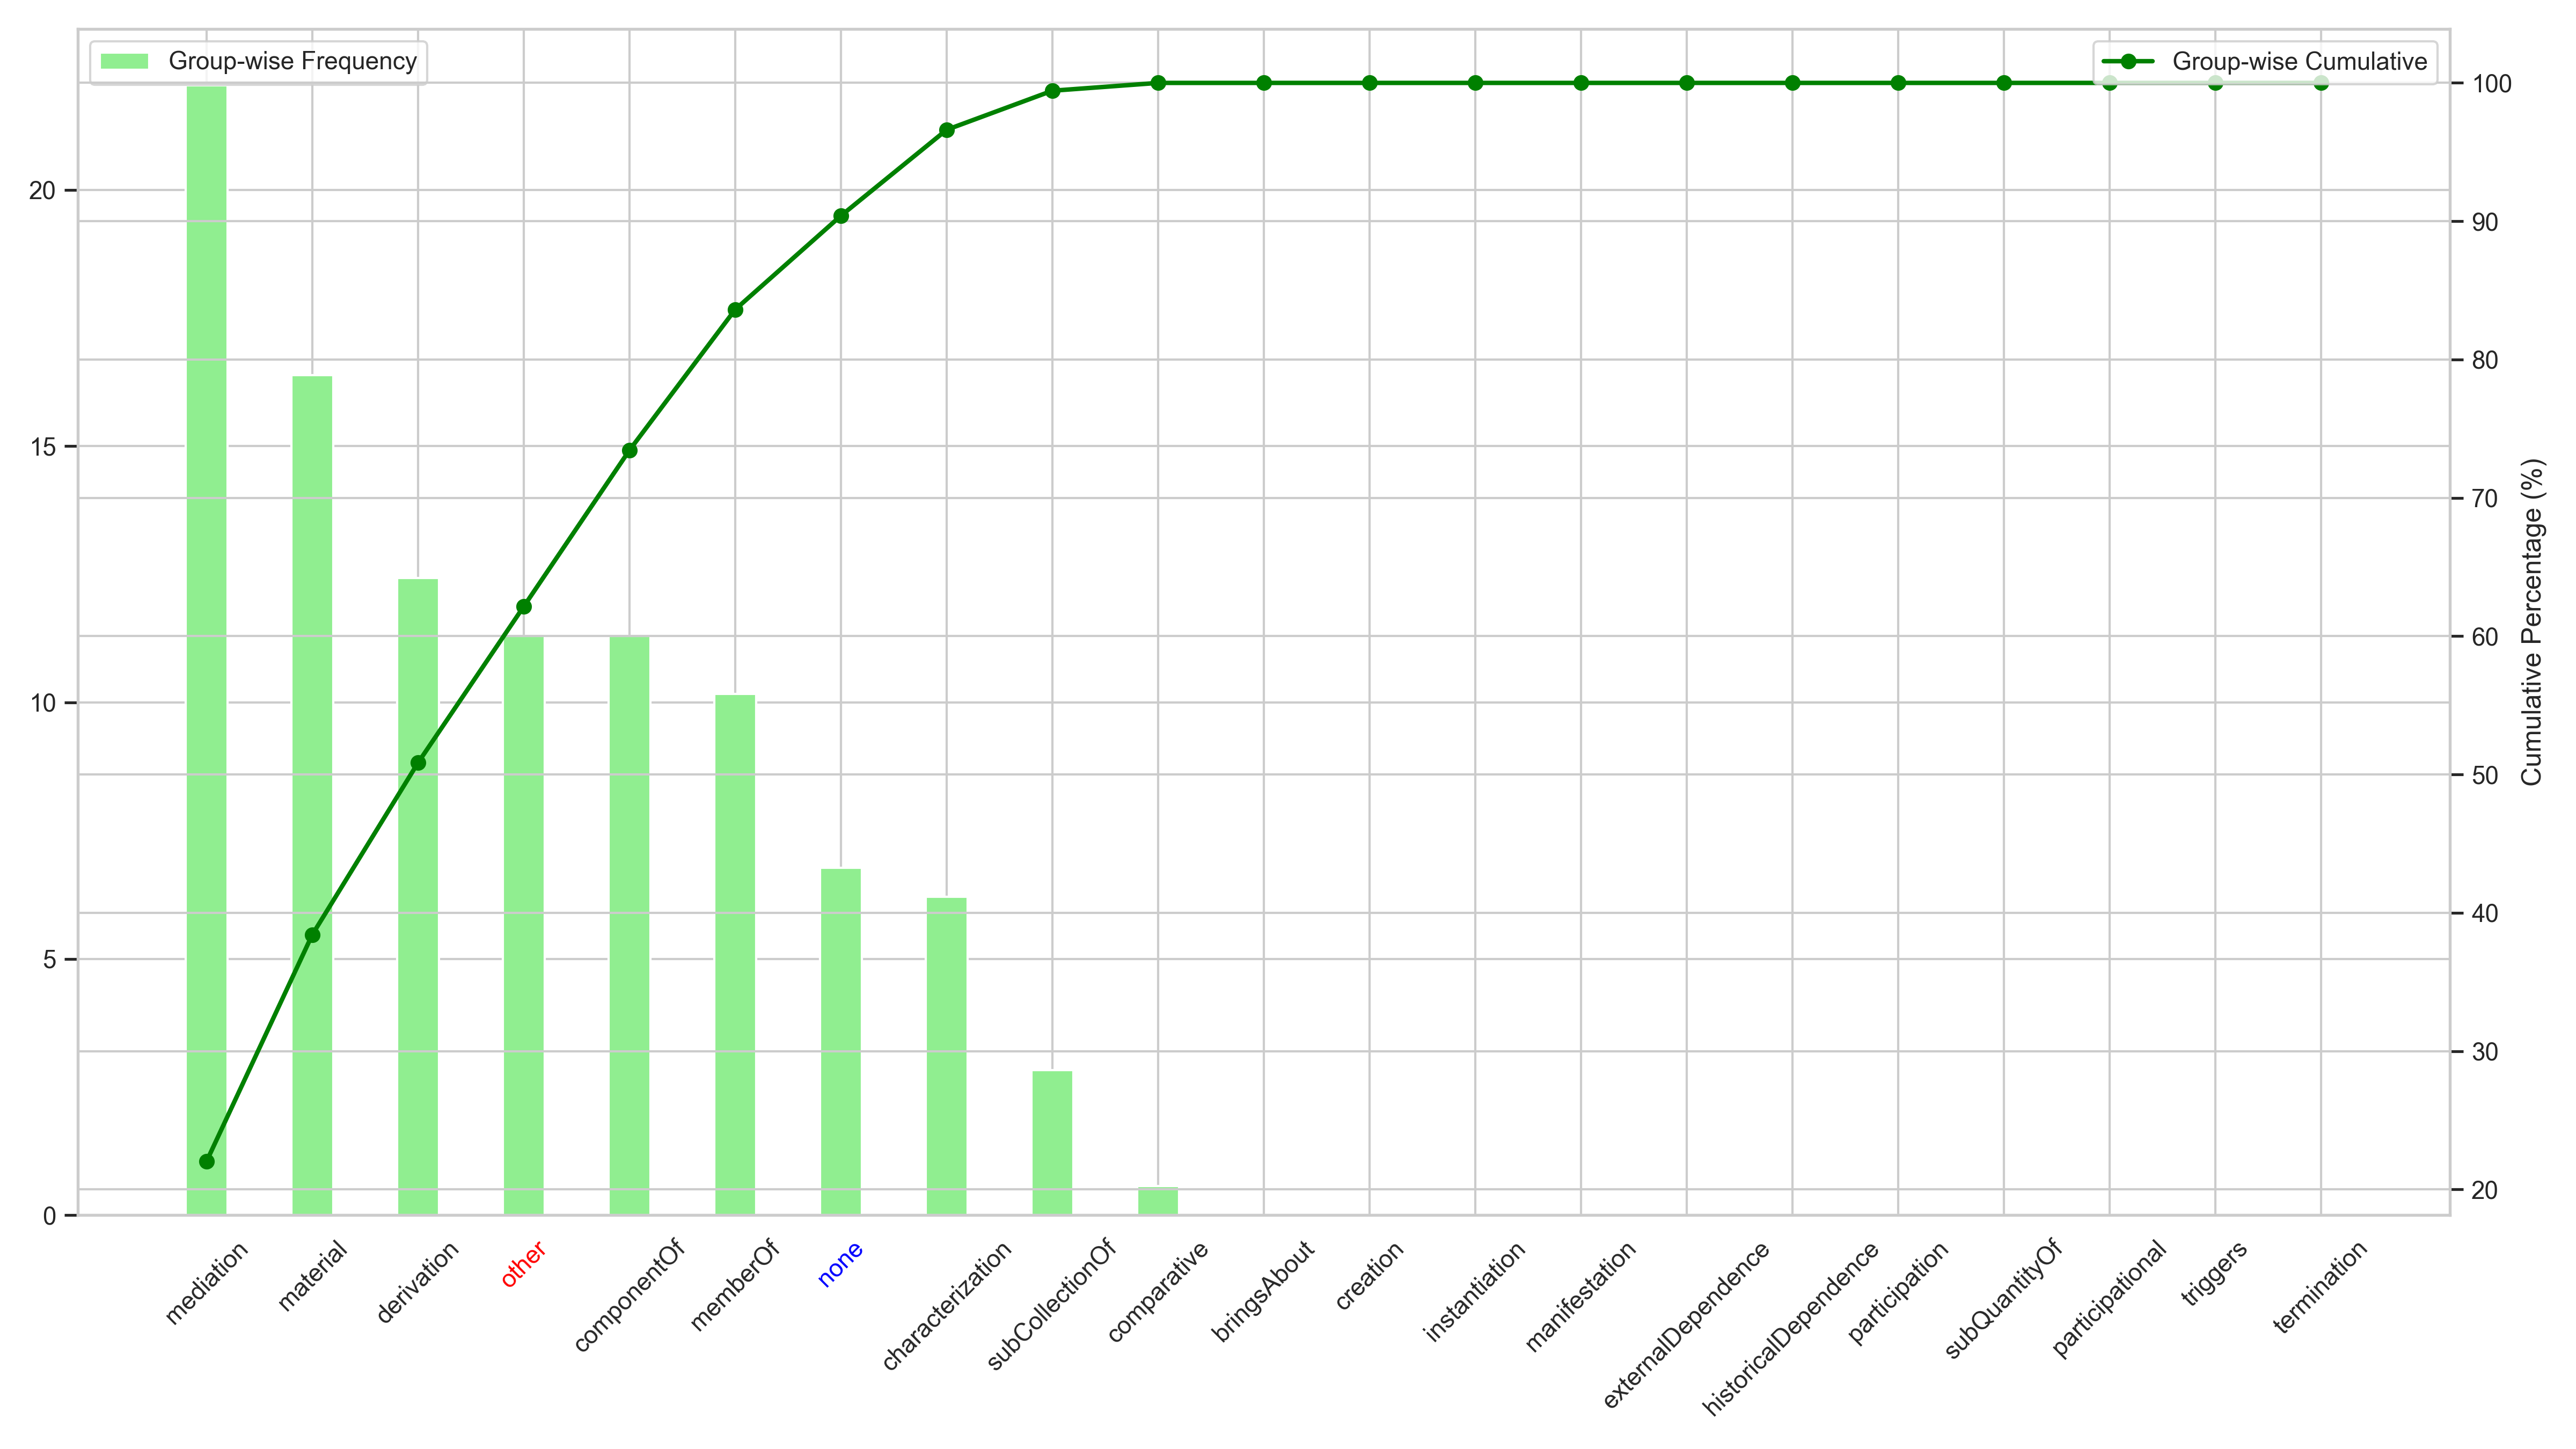 Group-wise Frequency
Group-wise Cumulative
20
15
10
5
0
100
90
80
70
60
50
40
30
20
Cumulative Percentage (%)
mediation
material
derivation
other
componentOf
memberOf
none
characterization
subCollectionOf
comparative
bringsAbout
creation
instantiation
manifestation
externalDependence
historicalDependence
participation
subQuantityOf
participational
triggers
termination